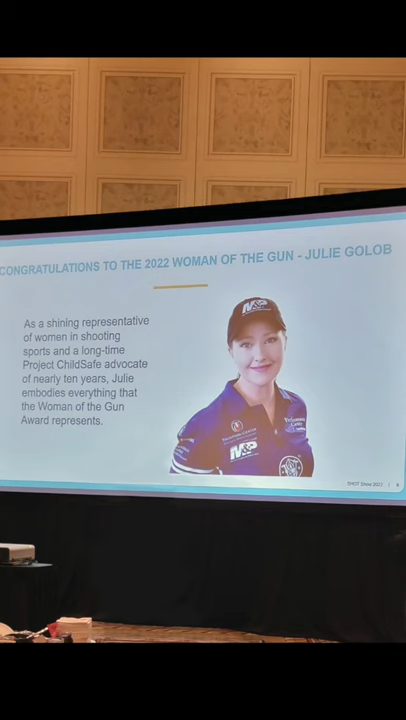 CONGRATULATIONS TO THE 2022 WOMAN OF THE GUN - JULIE GOLOB
As a shining representative
of women in shooting
sports and a long-time
Project ChildSafe advocate
of nearly ten years, Julie
embodies everything that
the Woman of the Gun
Award represents.
M&P
M&P
SHOT Show 2022 | 8